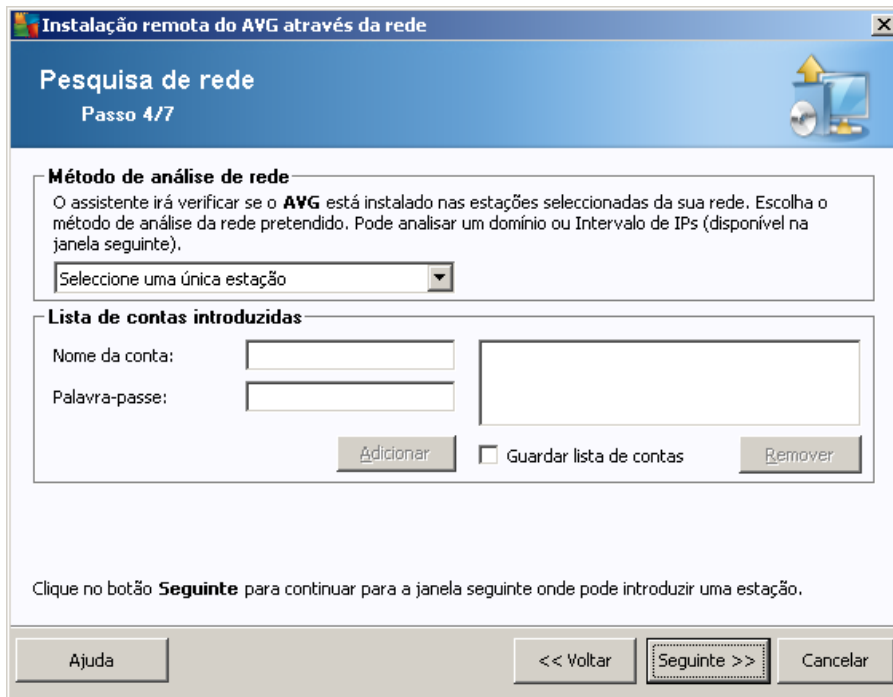 Instalação remota do AVG através da rede
Pesquisa de rede
Passo 4/7
Método de análise de rede
O assistente irá verificar se o AVG está instalado nas estações seleccionadas da sua rede. Escolha o
método de análise da rede pretendido. Pode analisar um domínio ou Intervalo de IPs (disponível na
janela seguinte).
Seleccione uma única estação
Lista de contas introduzidas
Nome da conta:
Palavra-passe:
Adicionar
Guardar lista de contas
Remover
Clique no botão Seguinte para continuar para a janela seguinte onde pode introduzir uma estação.
Ajuda
<< Voltar
Seguinte >>
Cancelar